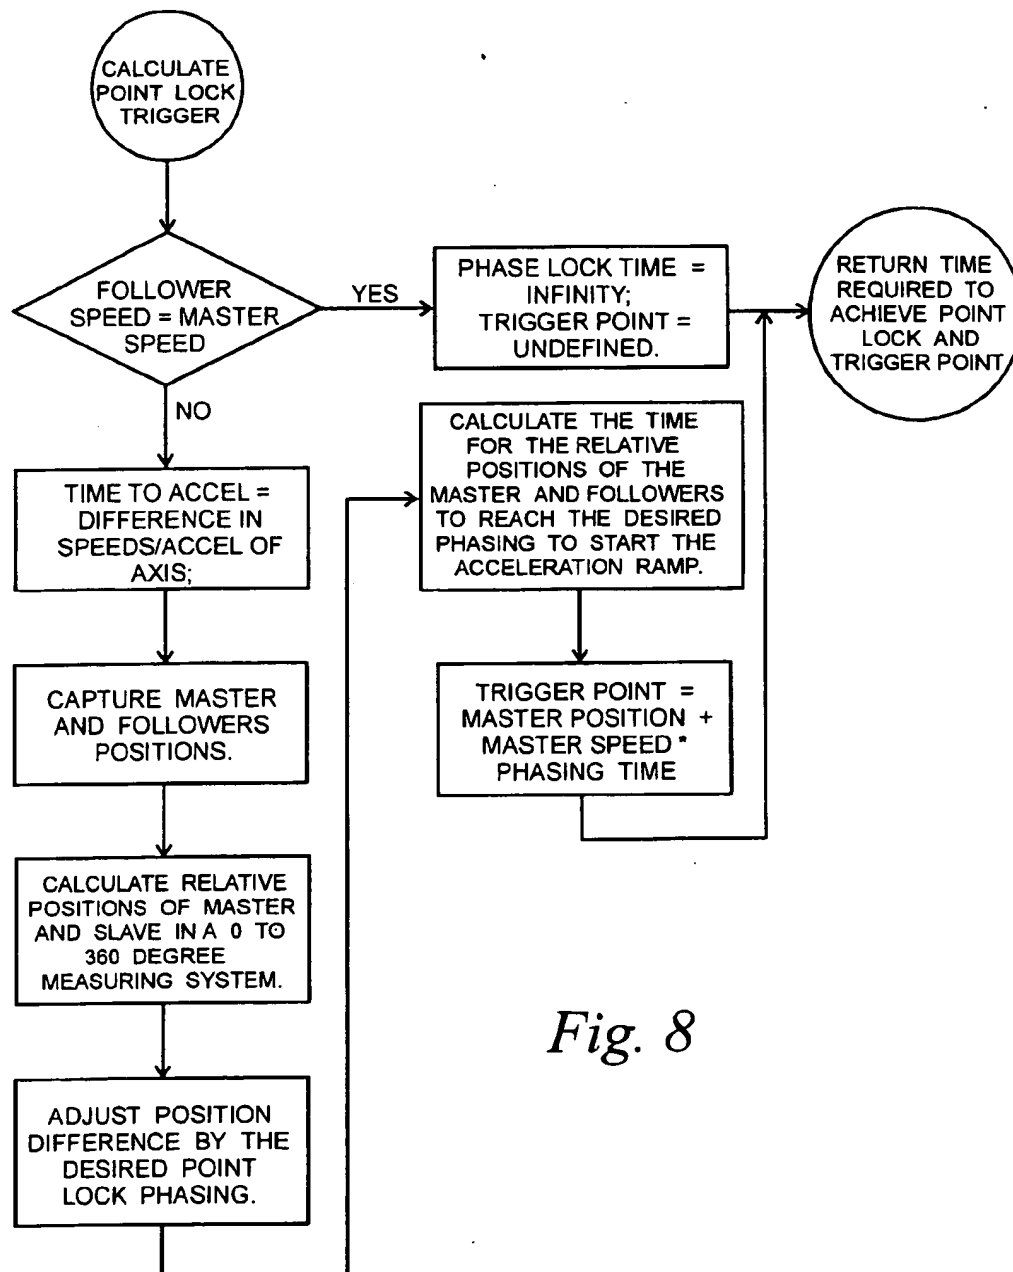 CALCULATE
POINT LOCK
TRIGGER
FOLLOWER
SPEED = MASTER
SPEED
YES
PHASE LOCK TIME =
INFINITY;
TRIGGER POINT =
UNDEFINED.
RETURN TIME
REQUIRED TO
ACHIEVE POINT
LOCK AND
TRIGGER POINT
NO
TIME TO ACCEL =
DIFFERENCE IN
SPEEDS/ACCEL OF
AXIS;
CAPTURE MASTER
AND FOLLOWERS
POSITIONS.
CALCULATE RELATIVE
POSITIONS OF MASTER
AND SLAVE IN A 0 TO
360 DEGREE
MEASURING SYSTEM.
ADJUST POSITION
DIFFERENCE BY THE
DESIRED POINT
LOCK PHASING.
CALCULATE THE TIME
FOR THE RELATIVE
POSITIONS OF THE
MASTER AND FOLLOWERS
TO REACH THE DESIRED
PHASING TO START THE
ACCELERATION RAMP.
TRIGGER POINT =
MASTER POSITION +
MASTER SPEED *
PHASING TIME
Fig. 8